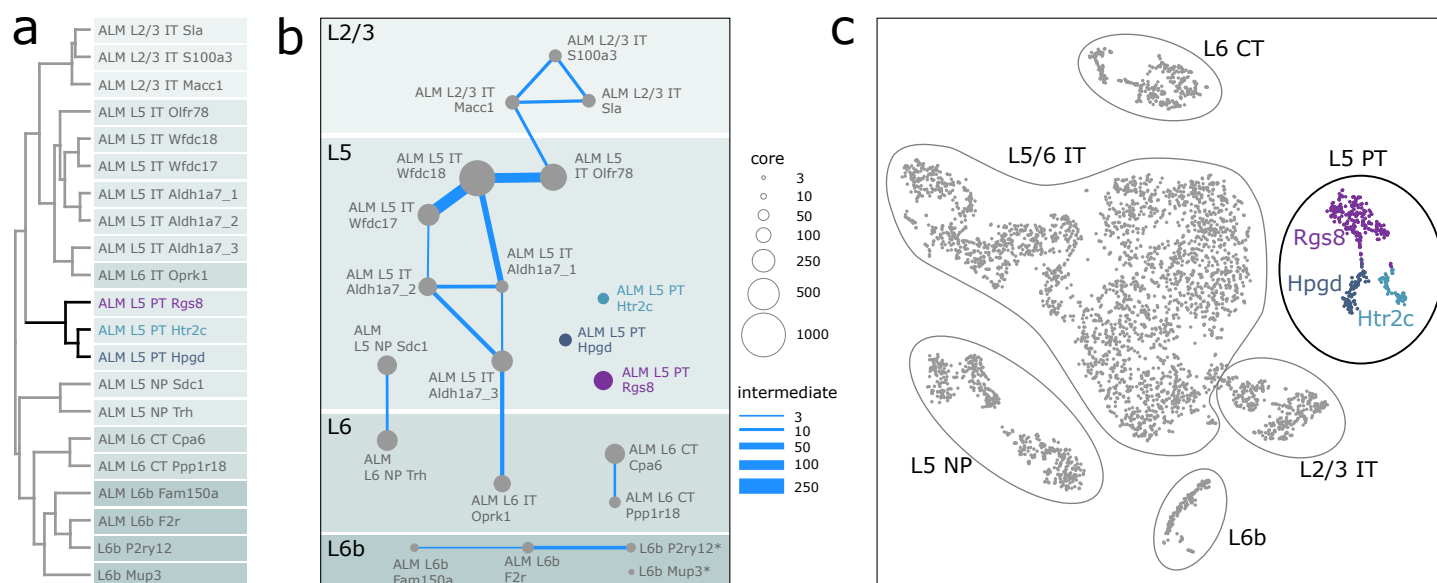 a
ALM L2/3 IT Sla
ALM L2/3 IT S100a3
ALM L2/3 IT Macc1
ALM L5 IT Olfr78
ALM L5 IT Wfdc18
ALM L5 IT Wfdc17
ALM L5 IT Aldh1a7_1
ALM L5 IT Aldh1a7_2
ALM L5 IT Aldh1a7_3
ALM L6 IT Oprk1
ALM L5 PT Rgs8
ALM L5 PT Htr2c
ALM L5 PT Hpgd
ALM L5 NP Sdc1
ALM L5 NP Trh
ALM L6 CT Cpa6
ALM L6 CT Ppp1r18
ALM L6b Fam150a
ALM L6b F2r
L6b P2ry12
L6b Mup3
b
L2/3
ALM L2/3 IT
S100a3
ALM L2/3 IT
Macc1
ALM L2/3 IT
Sla
L5
ALM L5 IT
Wfdc18
ALM L5
IT Olfr78
ALM L5 IT
Wfdc17
ALM L5 IT
Aldh1a7_1
ALM L5 IT
Aldh1a7_2
ALM L5 PT
Htr2c
ALM L5 PT
Hpgd
ALM
L5 NP Sdc1
ALM L5 IT
Aldh1a7_3
ALM L5 PT
Rgs8
L6
ALM
L6 NP Trh
ALM L6 IT
Oprk1
ALM L6 CT
Cpa6
ALM L6 CT
Ppp1r18
L6b
ALM L6b
Fam150a
ALM L6b
F2r
L6b P2ry12*
L6b Mup3*
core
3
10
50
100
250
500
1000
intermediate
3
10
50
100
250
c
L6 CT
L5/6 IT
L5 PT
Rgs8
Hpgd
Htr2c
L5 NP
L2/3 IT
L6b